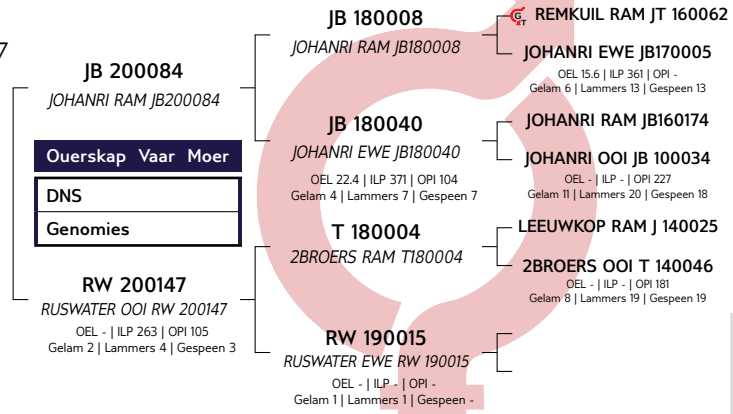 7
JB 200084
JOHANRI RAM JB200084
Ouerskap Vaar Moer
DNS
Genomies
RW 200147
RUSWATER OOI RW 200147
OEL - | ILP 263 | OPI 105
Gelam 2 | Lammers 4 | Gespeen 3
JB 180008
JOHANRI RAM JB180008
JB 180040
JOHANRI EWE JB180040
OEL 22.4 | ILP 371 | OPI 104
Gelam 4 | Lammers 7 | Gespeen 7
T 180004
2BROERS RAM T180004
RW 190015
RUSWATER EWE RW 190015
OEL - | ILP - | OPI -
Gelam 1 | Lammers 1 | Gespeen -
GT REMKUIL RAM JT 160062
JOHANRI EWE JB170005
OEL 15.6 | ILP 361 | OPI -
Gelam 6 | Lammers 13 | Gespeen 13
JOHANRI RAM JB160174
JOHANRI OOI JB 100034
OEL - | ILP - | OPI 227
Gelam 11 | Lammers 20 | Gespeen 18
LEEUWKOP RAM J 140025
2BROERS OOI T 140046
OEL - | ILP - | OPI 181
Gelam 8 | Lammers 19 | Gespeen 19